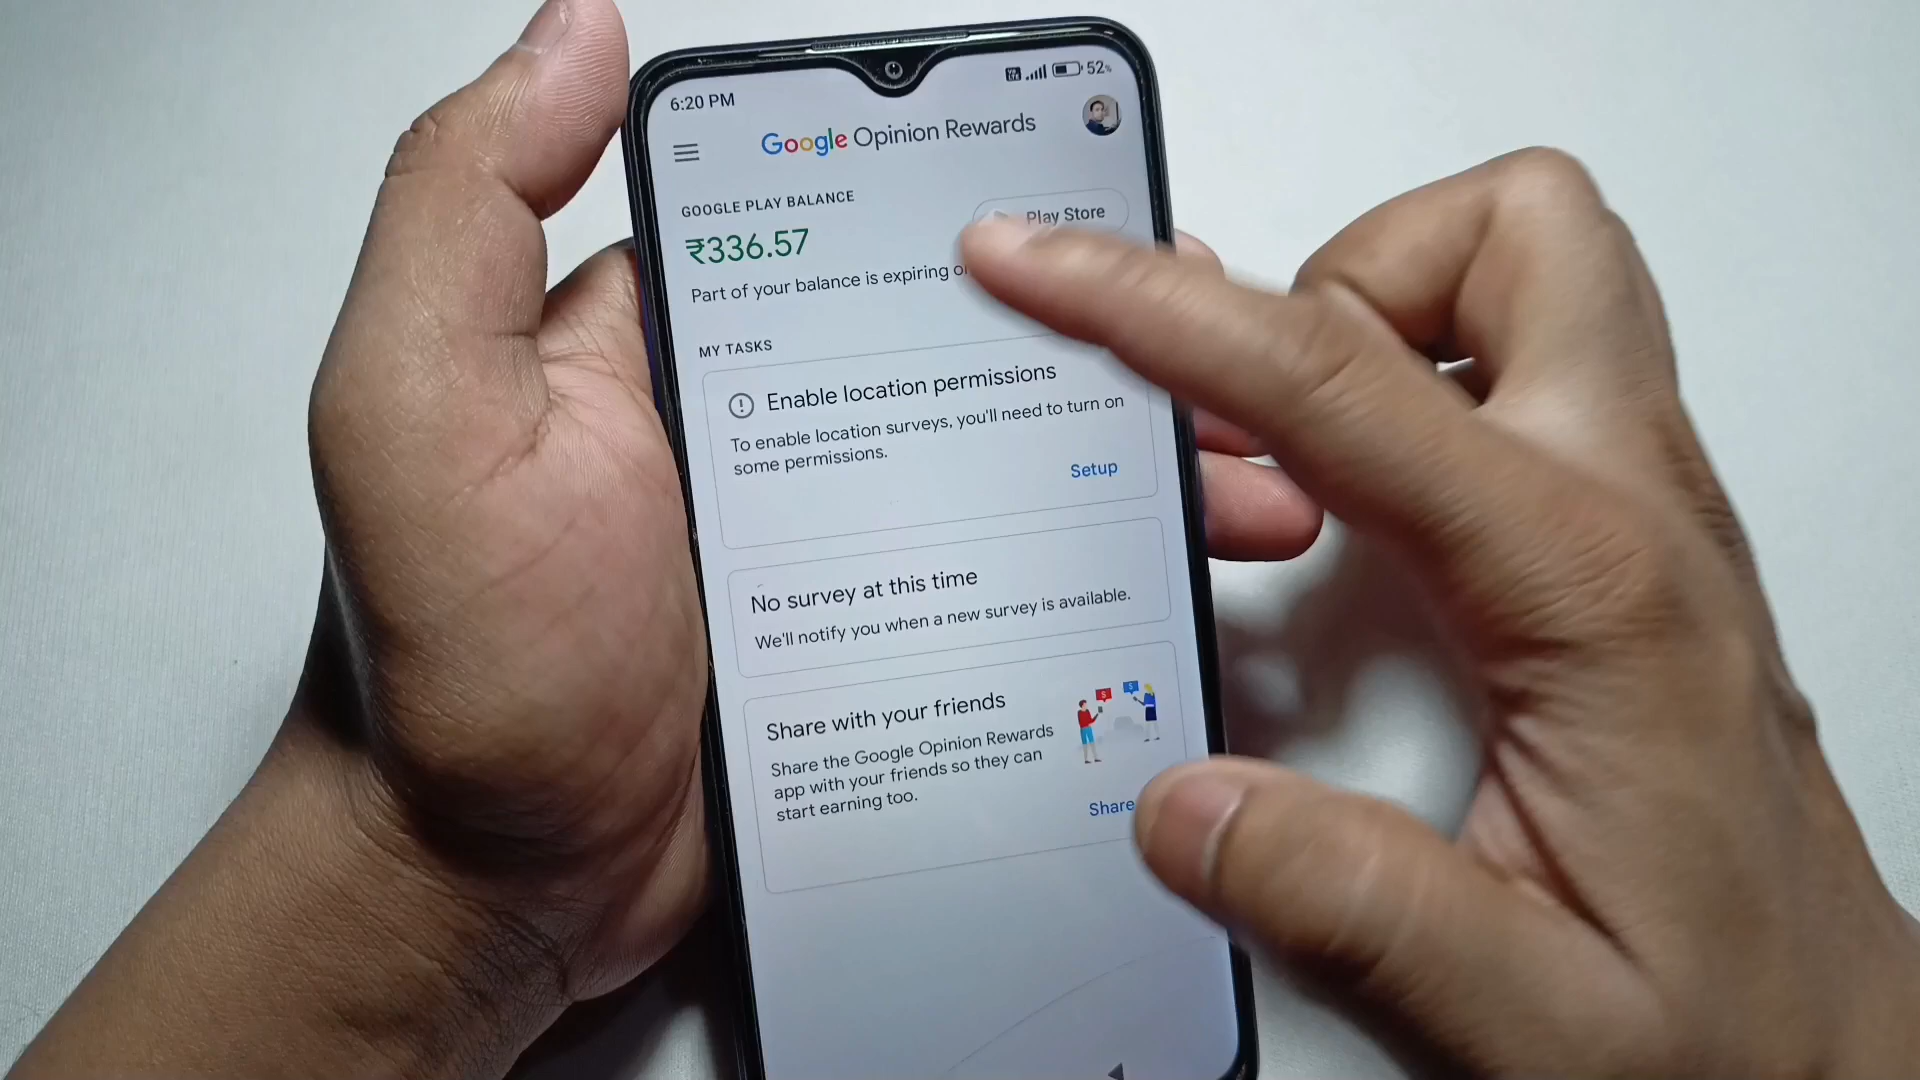 6:20 PM
52%
Google Opinion Rewards
GOOGLE PLAY BALANCE
Play Store
₹336.57
Part of your balance is expiring
MY TASKS
Enable location permissions
To enable location surveys, you'll need to turn on
some permissions.
Setup
No survey at this time
We'll notify you when a new survey is available.
Share with your friends
Share the Google Opinion Rewards
app with your friends so they can
start earning too.
Share